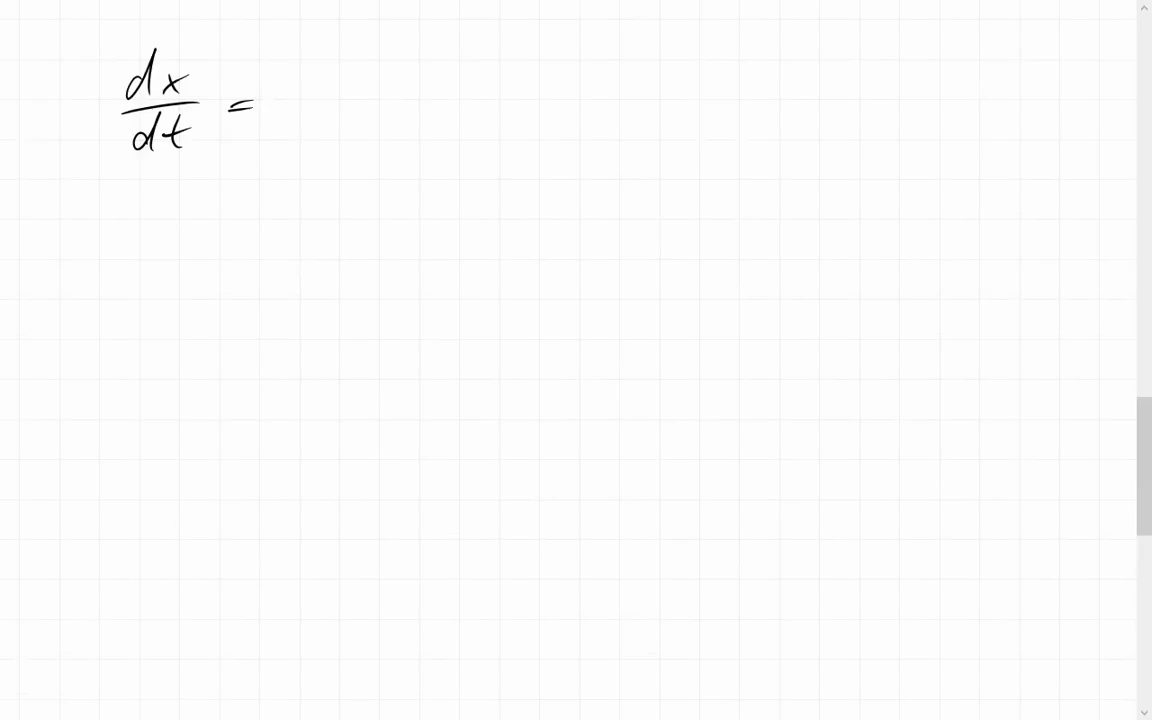 dx/dt =